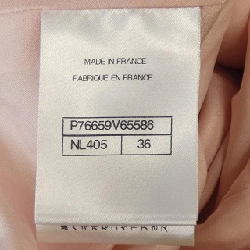 MADE IN FRANCE
FABRIQUE EN FRANCE
P76659V65586
NL405 36